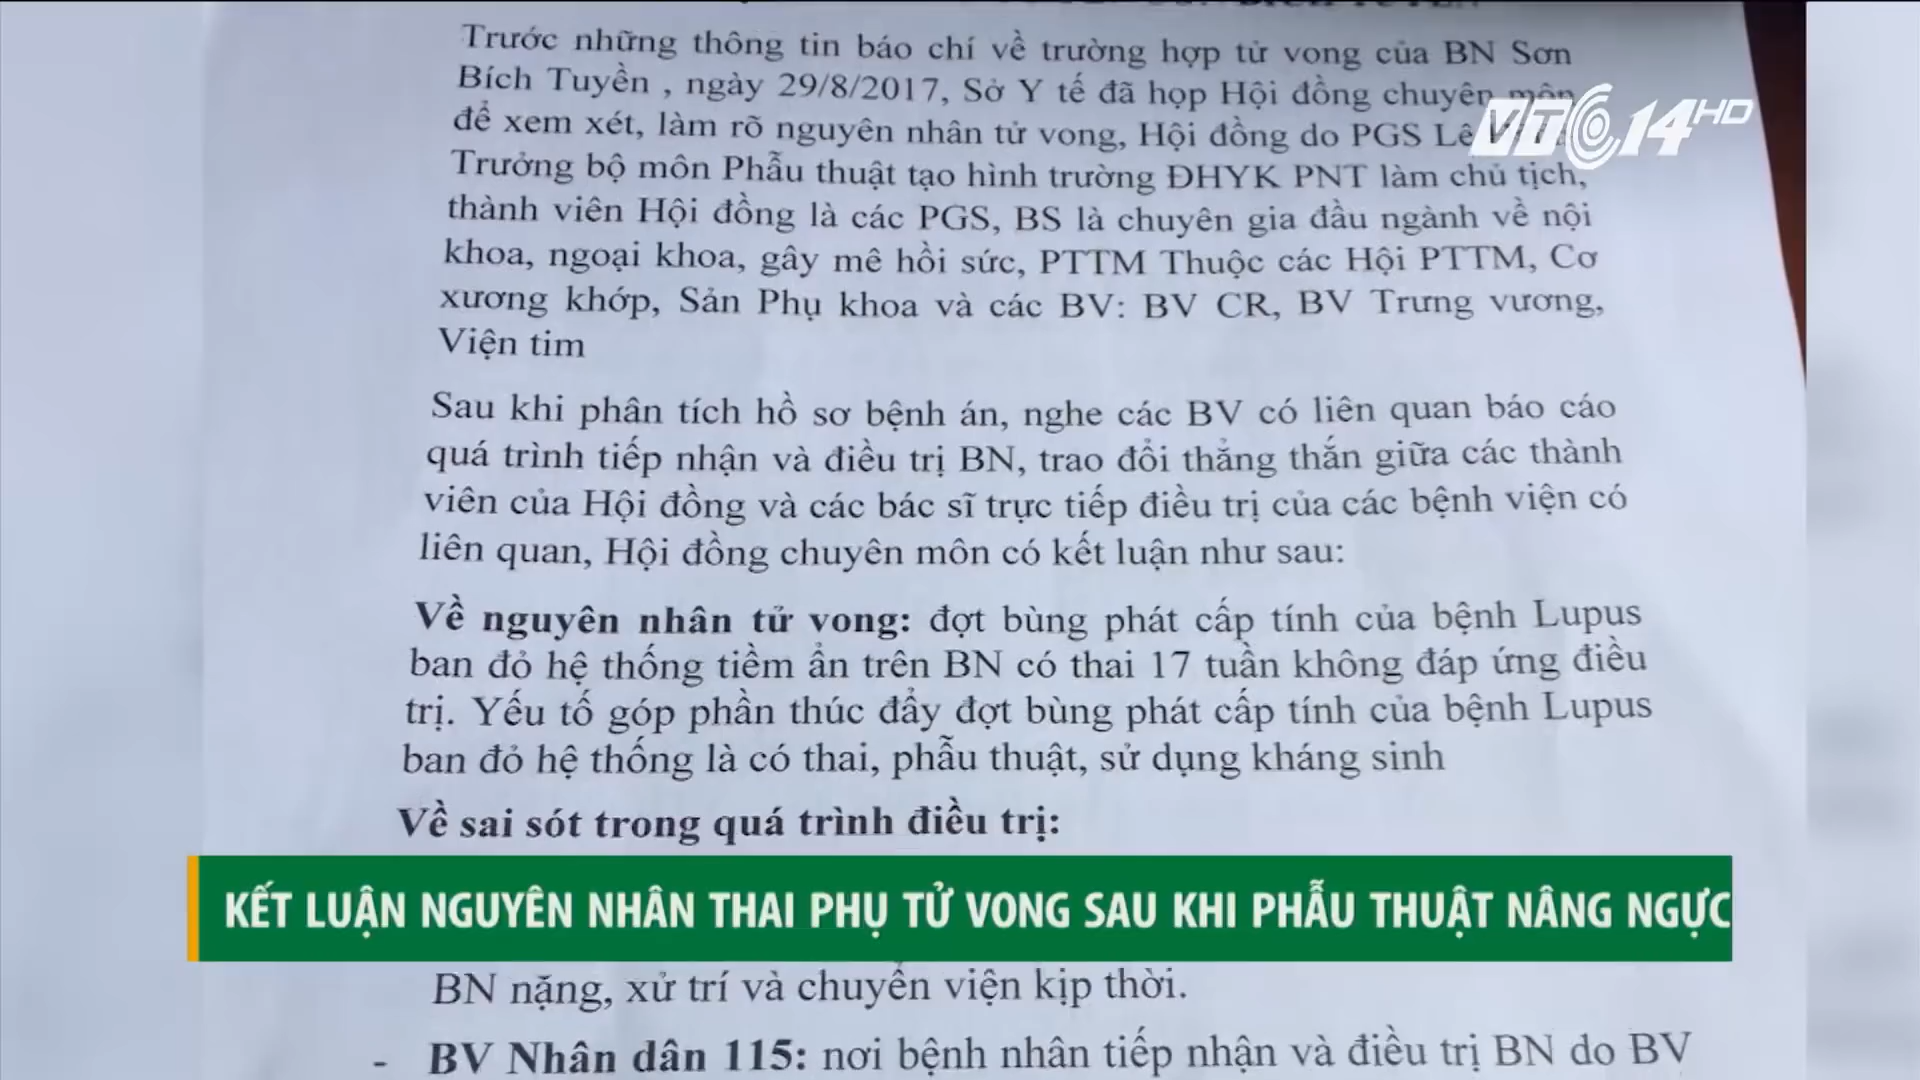 Trước những thông tin báo chí về trường hợp tử vong của BN Sơn
Bích Tuyền , ngày 29/8/2017, Sở Y tế đã họp Hội đồng chuyên môn
để xem xét, làm rõ nguyên nhân tử vong, Hội đồng do PGS Lê
Trưởng bộ môn Phẫu thuật tạo hình trường ĐHYK PNT làm chủ tịch,
thành viên Hội đồng là các PGS, BS là chuyên gia đầu ngành về nội
khoa, ngoại khoa, gây mê hồi sức, PTTM Thuộc các Hội PTTM, Cơ
xương khớp, Sản Phụ khoa và các BV: BV CR, BV Trưng vương,
Viện tim
VTC14HD
Sau khi phân tích hồ sơ bệnh án, nghe các BV có liên quan báo cáo
quá trình tiếp nhận và điều trị BN, trao đổi thẳng thắn giữa các thành
viên của Hội đồng và các bác sĩ trực tiếp điều trị của các bệnh viện có
liên quan, Hội đồng chuyên môn có kết luận như sau:
Về nguyên nhân tử vong: đợt bùng phát cấp tính của bệnh Lupus
ban đỏ hệ thống tiềm ẩn trên BN có thai 17 tuần không đáp ứng điều
trị. Yếu tố góp phần thúc đẩy đợt bùng phát cấp tính của bệnh Lupus
ban đỏ hệ thống là có thai, phẫu thuật, sử dụng kháng sinh
Về sai sót trong quá trình điều trị:
KẾT LUẬN NGUYÊN NHÂN THAI PHỤ TỬ VONG SAU KHI PHẪU THUẬT NÂNG NGỰC
BN nặng, xử trí và chuyển viện kịp thời.
- BV Nhân dân 115: nơi bệnh nhân tiếp nhận và điều trị BN do BV